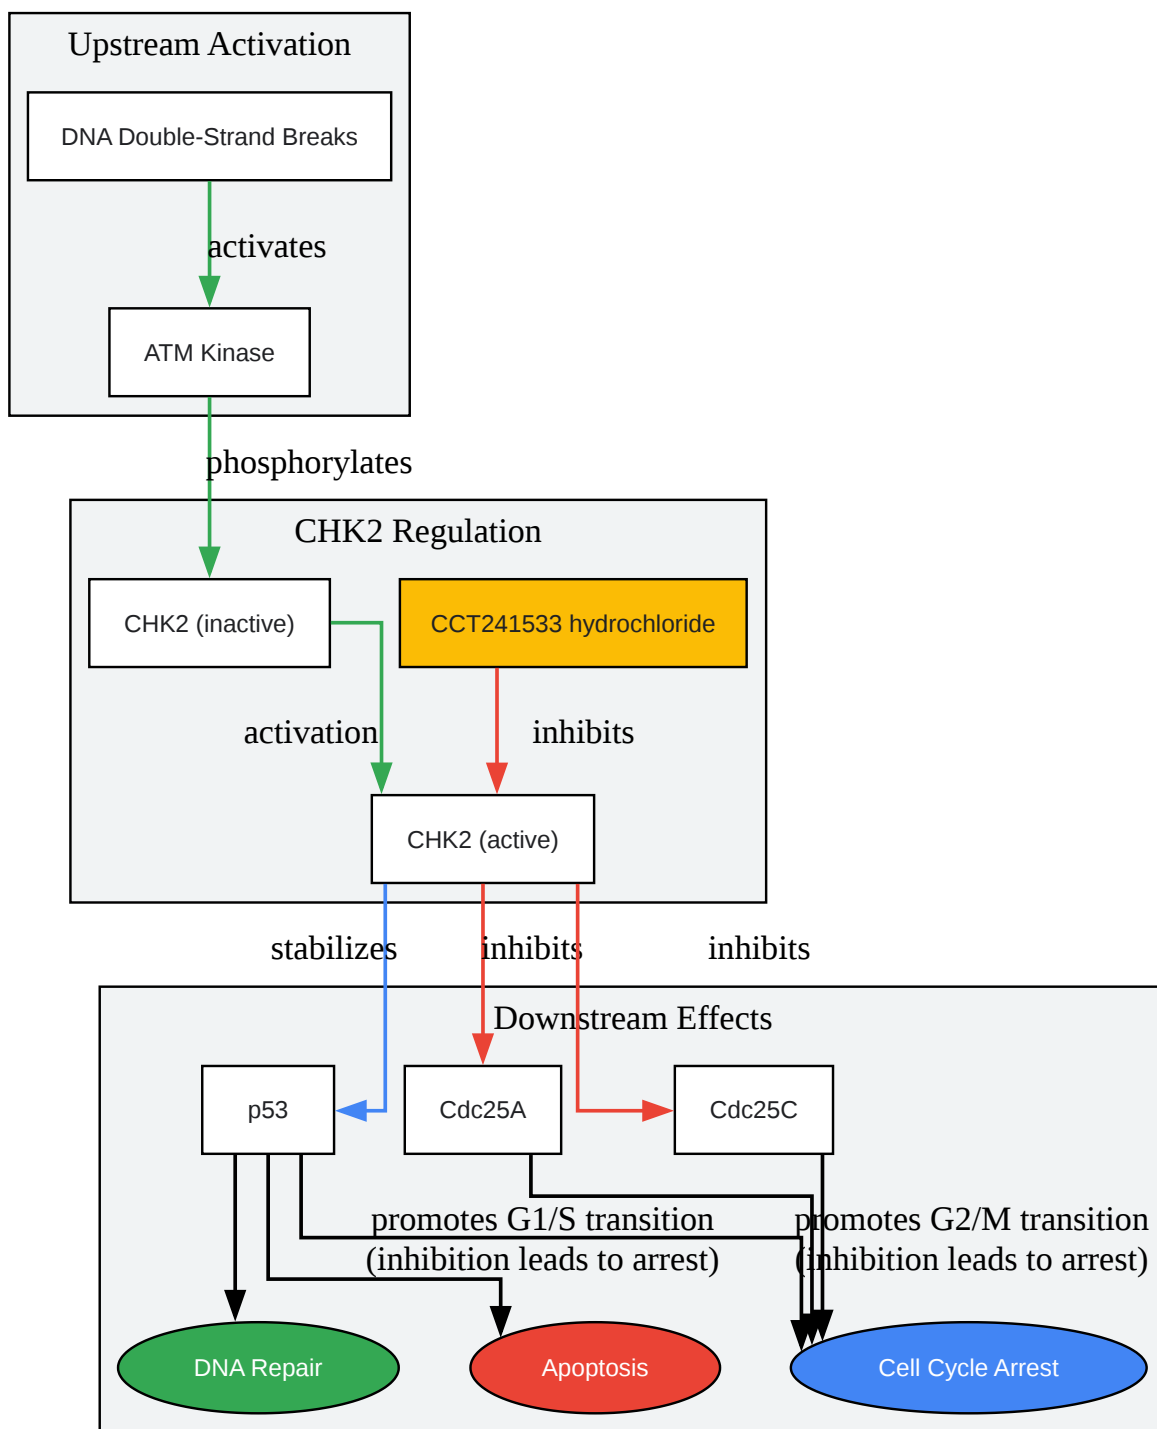 Upstream Activation
DNA Double-Strand Breaks
activates
ATM Kinase
phosphorylates
CHK2 Regulation
CHK2 (inactive)
CCT241533 hydrochloride
activation
inhibits
CHK2 (active)
stabilizes
inhibits
inhibits
Downstream Effects
p53
Cdc25A
Cdc25C
promotes G1/S transition
(inhibition leads to arrest)
promotes G2/M transition
(inhibition leads to arrest)
DNA Repair
Apoptosis
Cell Cycle Arrest